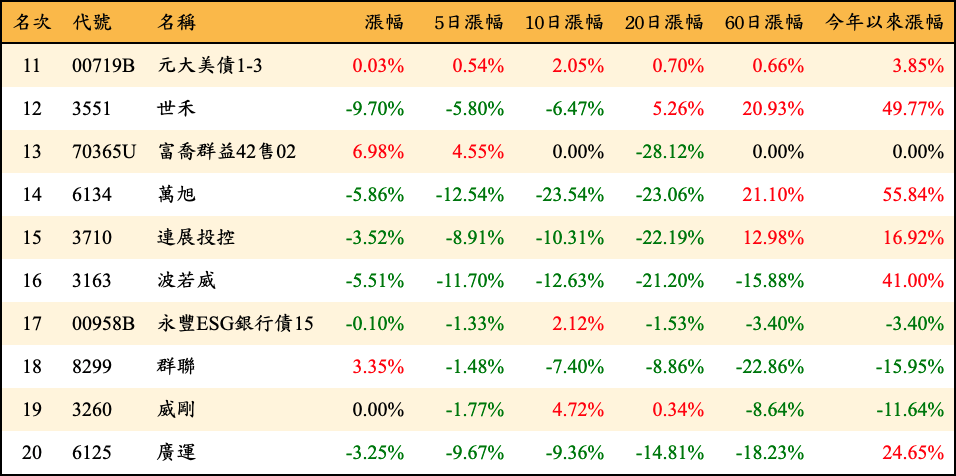 名次 代號 名稱 漲幅 5日漲幅 10日漲幅 20日漲幅 60日漲幅 今年以來漲幅
11 00719B 元大美債1-3 0.03% 0.54% 2.05% 0.70% 0.66% 3.85%
12 3551 世禾 -9.70% -5.80% -6.47% 5.26% 20.93% 49.77%
13 70365U 富喬群益42售02 6.98% 4.55% 0.00% -28.12% 0.00% 0.00%
14 6134 萬旭 -5.86% -12.54% -23.54% -23.06% 21.10% 55.84%
15 3710 連展投控 -3.52% -8.91% -10.31% -22.19% 12.98% 16.92%
16 3163 波若威 -5.51% -11.70% -12.63% -21.20% -15.88% 41.00%
17 00958B 永豐ESG銀行債15 -0.10% -1.33% 2.12% -1.53% -3.40% -3.40%
18 8299 群聯 3.35% -1.48% -7.40% -8.86% -22.86% -15.95%
19 3260 威剛 0.00% -1.77% 4.72% 0.34% -8.64% -11.64%
20 6125 廣運 -3.25% -9.67% -9.36% -14.81% -18.23% 24.65%